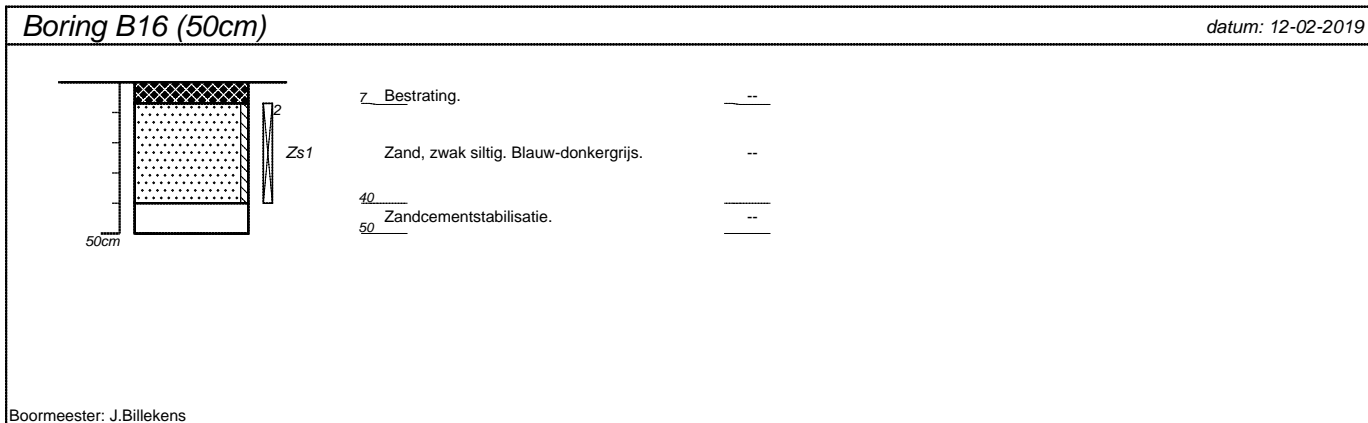 Boring B16 (50cm) datum: 12-02-2019
7 Bestrating. --
2
Zs1 Zand, zwak siltig. Blauw-donkergrijs. --
40
Zandcementstabilisatie. --
50
50cm
Boormeester: J.Billekens